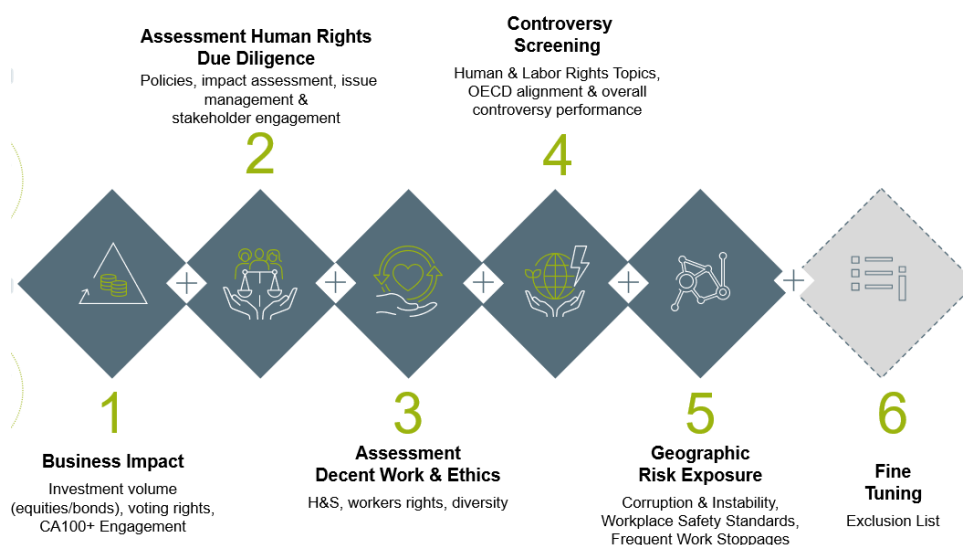 Assessment Human Rights
Due Diligence
Policies, impact assessment, issue
management &
stakeholder engagement
2
Controversy
Screening
Human & Labor Rights Topics,
OECD alignment & overall
controversy performance
4
1
Business Impact
Investment volume
(equities/bonds), voting rights,
CA100+ Engagement
3
Assessment
Decent Work & Ethics
H&S, workers rights, diversity
5
Geographic
Risk Exposure
Corruption & Instability,
Workplace Safety Standards,
Frequent Work Stoppages
6
Fine
Tuning
Exclusion List